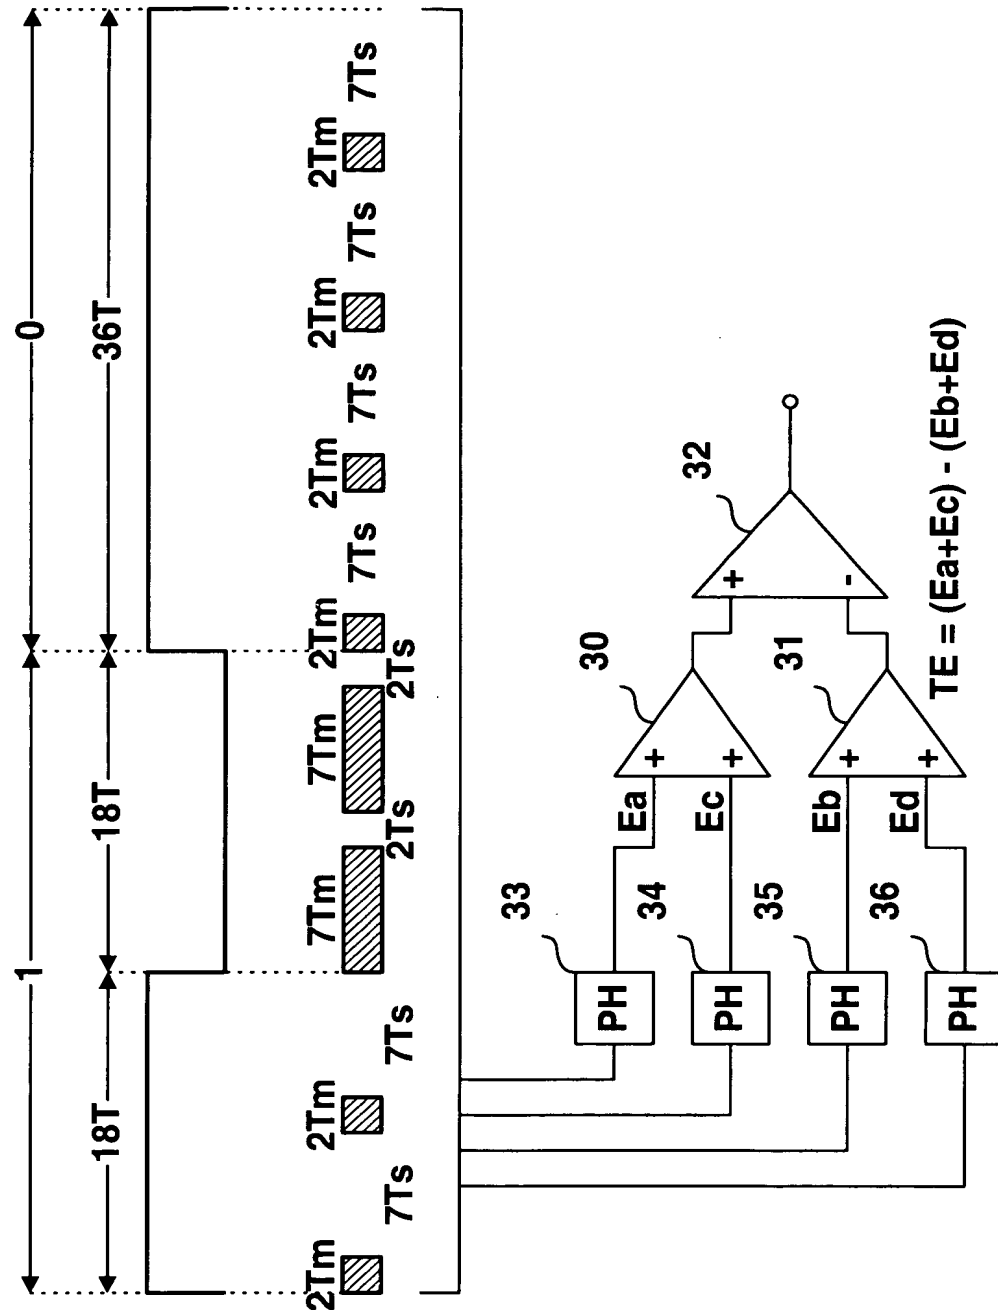 1
0
18T
18T
36T
2Tm
7Ts
2Tm
7Ts
7Tm
2Ts
7Tm
2Ts
2Tm
7Ts
2Tm
7Ts
2Tm
7Ts
2Tm
7Ts
33
PH
34
PH
35
PH
36
PH
Ea
Ec
Eb
Ed
30
+
+
31
+
+
32
+
-
TE = (Ea+Ec) - (Eb+Ed)